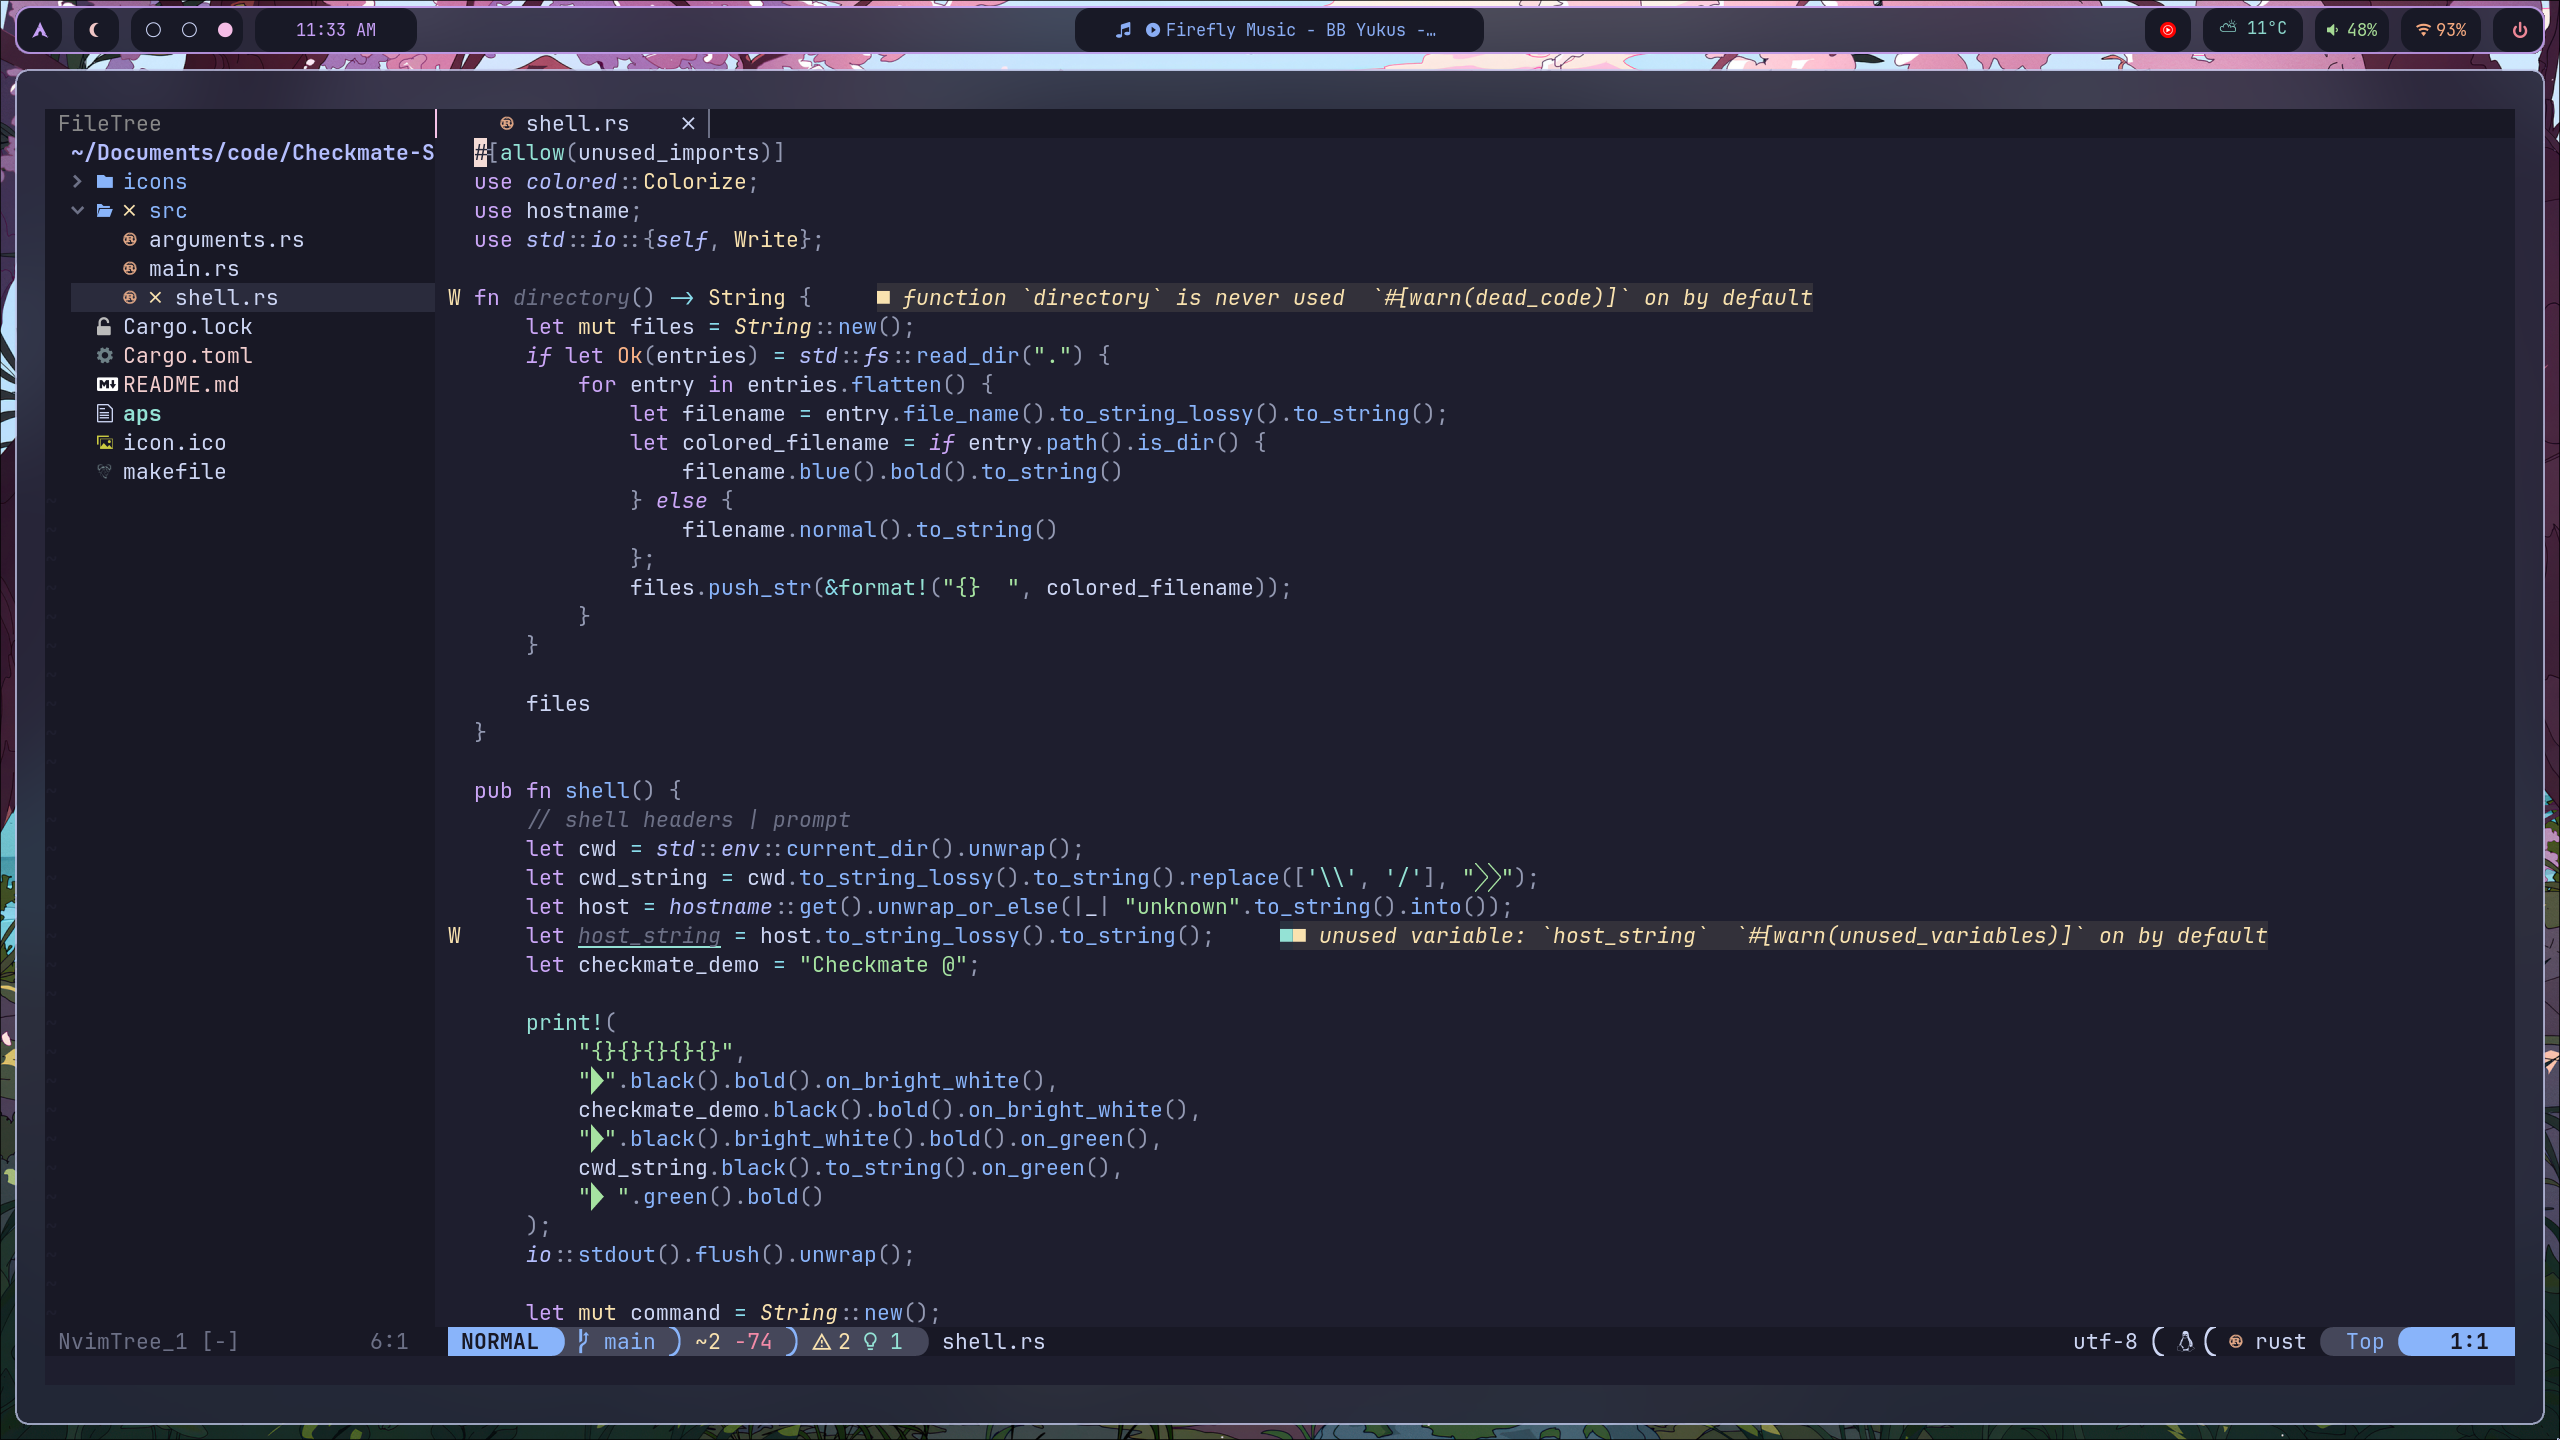 11:33 AM
Firefly Music - BB Yukus -…
11°C
48%
93%
FileTree
~/Documents/code/Checkmate-S
icons
src
arguments.rs
main.rs
shell.rs
Cargo.lock
Cargo.toml
README.md
aps
icon.ico
makefile
NvimTree_1 [-] 6:1
shell.rs ×
#[allow(unused_imports)]
use colored::Colorize;
use hostname;
use std::io::{self, Write};
W fn directory() -> String { ■ function `directory` is never used  `#[warn(dead_code)]` on by default
    let mut files = String::new();
    if let Ok(entries) = std::fs::read_dir(".") {
        for entry in entries.flatten() {
            let filename = entry.file_name().to_string_lossy().to_string();
            let colored_filename = if entry.path().is_dir() {
                filename.blue().bold().to_string()
            } else {
                filename.normal().to_string()
            };
            files.push_str(&format!("{}  ", colored_filename));
        }
    }
    files
}
pub fn shell() {
    // shell headers | prompt
    let cwd = std::env::current_dir().unwrap();
    let cwd_string = cwd.to_string_lossy().to_string().replace(['\\', '/'], "");
    let host = hostname::get().unwrap_or_else(|_| "unknown".to_string().into());
W     let host_string = host.to_string_lossy().to_string(); ■■ unused variable: `host_string`  `#[warn(unused_variables)]` on by default
    let checkmate_demo = "Checkmate @";
    print!(
        "{}{}{}{}{}",
        "".black().bold().on_bright_white(),
        checkmate_demo.black().bold().on_bright_white(),
        "".black().bright_white().bold().on_green(),
        cwd_string.black().to_string().on_green(),
        " ".green().bold()
    );
    io::stdout().flush().unwrap();
    let mut command = String::new();
NORMAL main ~2 -74 2 1 shell.rs utf-8 rust Top 1:1